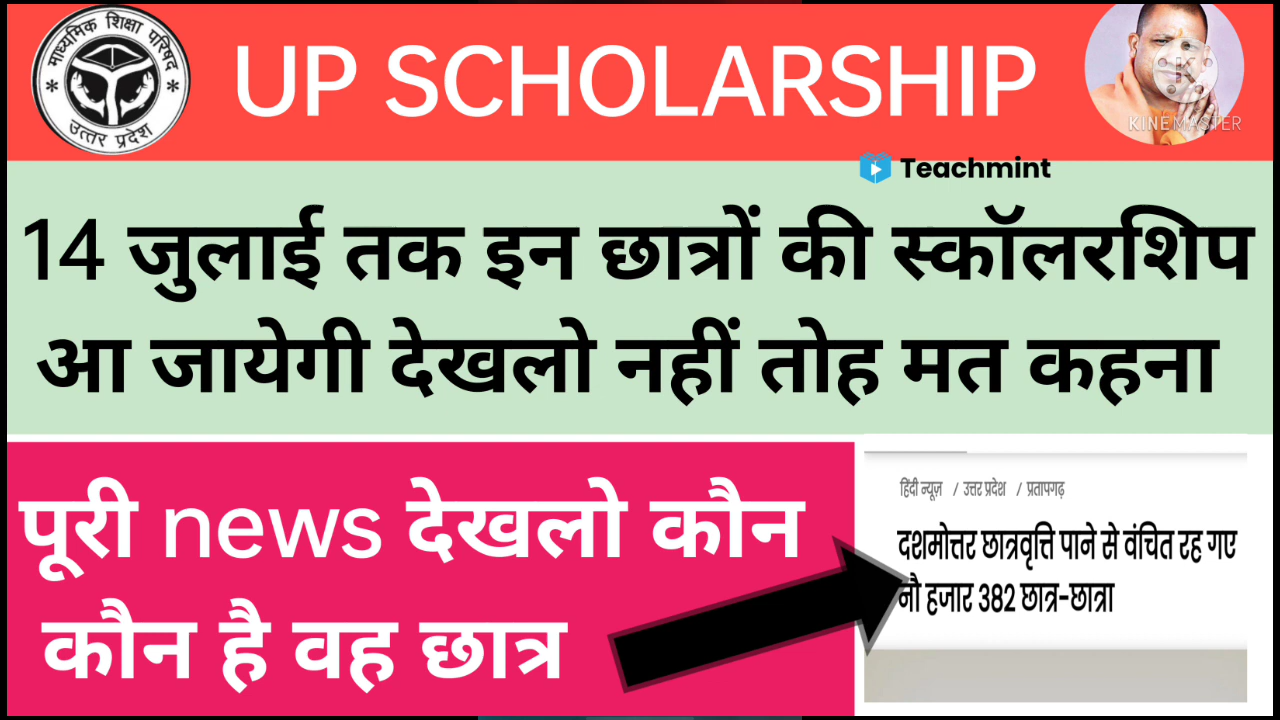 माध्यमिक शिक्षा परिषद
उत्तर प्रदेश
UP SCHOLARSHIP
KINEMASTER
Teachmint
14 जुलाई तक इन छात्रों की स्कॉलरशिप
आ जायेगी देखलो नहीं तोह मत कहना
पूरी news देखलो कौन
कौन है वह छात्र
हिंदी न्यूज़ / उत्तर प्रदेश / प्रतापगढ़
दशमोत्तर छात्रवृत्ति पाने से वंचित रह गए
नौ हजार 382 छात्र-छात्रा